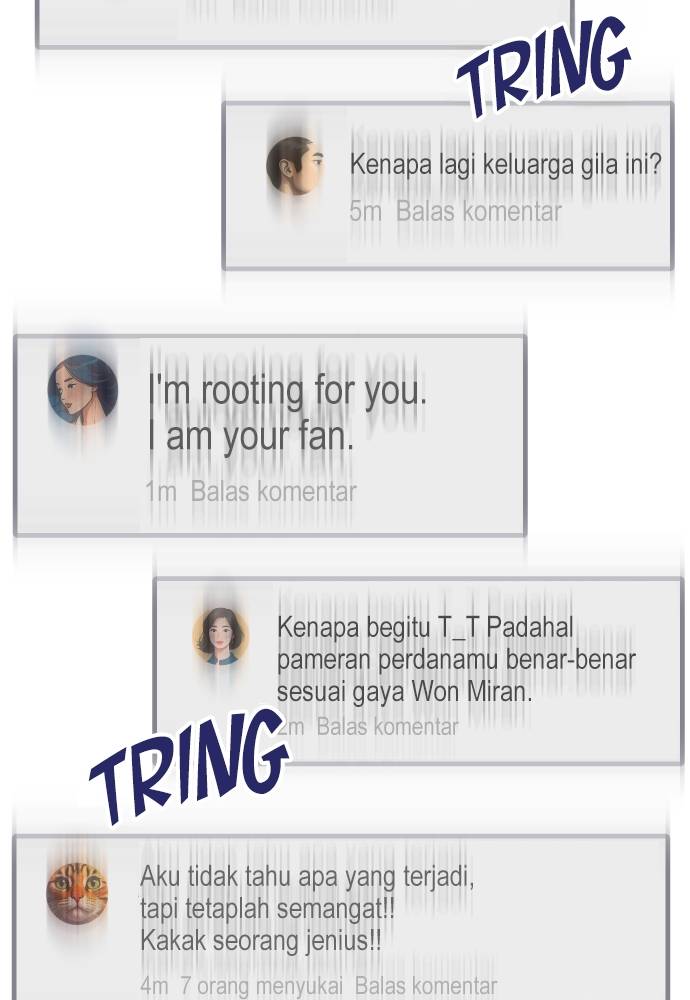 TRING
Kenapa lagi keluarga gila ini?
5m Balas komentar
I'm rooting for you.
I am your fan.
1m Balas komentar
Kenapa begitu T_T Padahal
pameran perdanamu benar-benar
sesuai gaya Won Miran.
2m Balas komentar
TRING
Aku tidak tahu apa yang terjadi,
tapi tetaplah semangat!!
Kakak seorang jenius!!
4m 7 orang menyukai Balas komentar